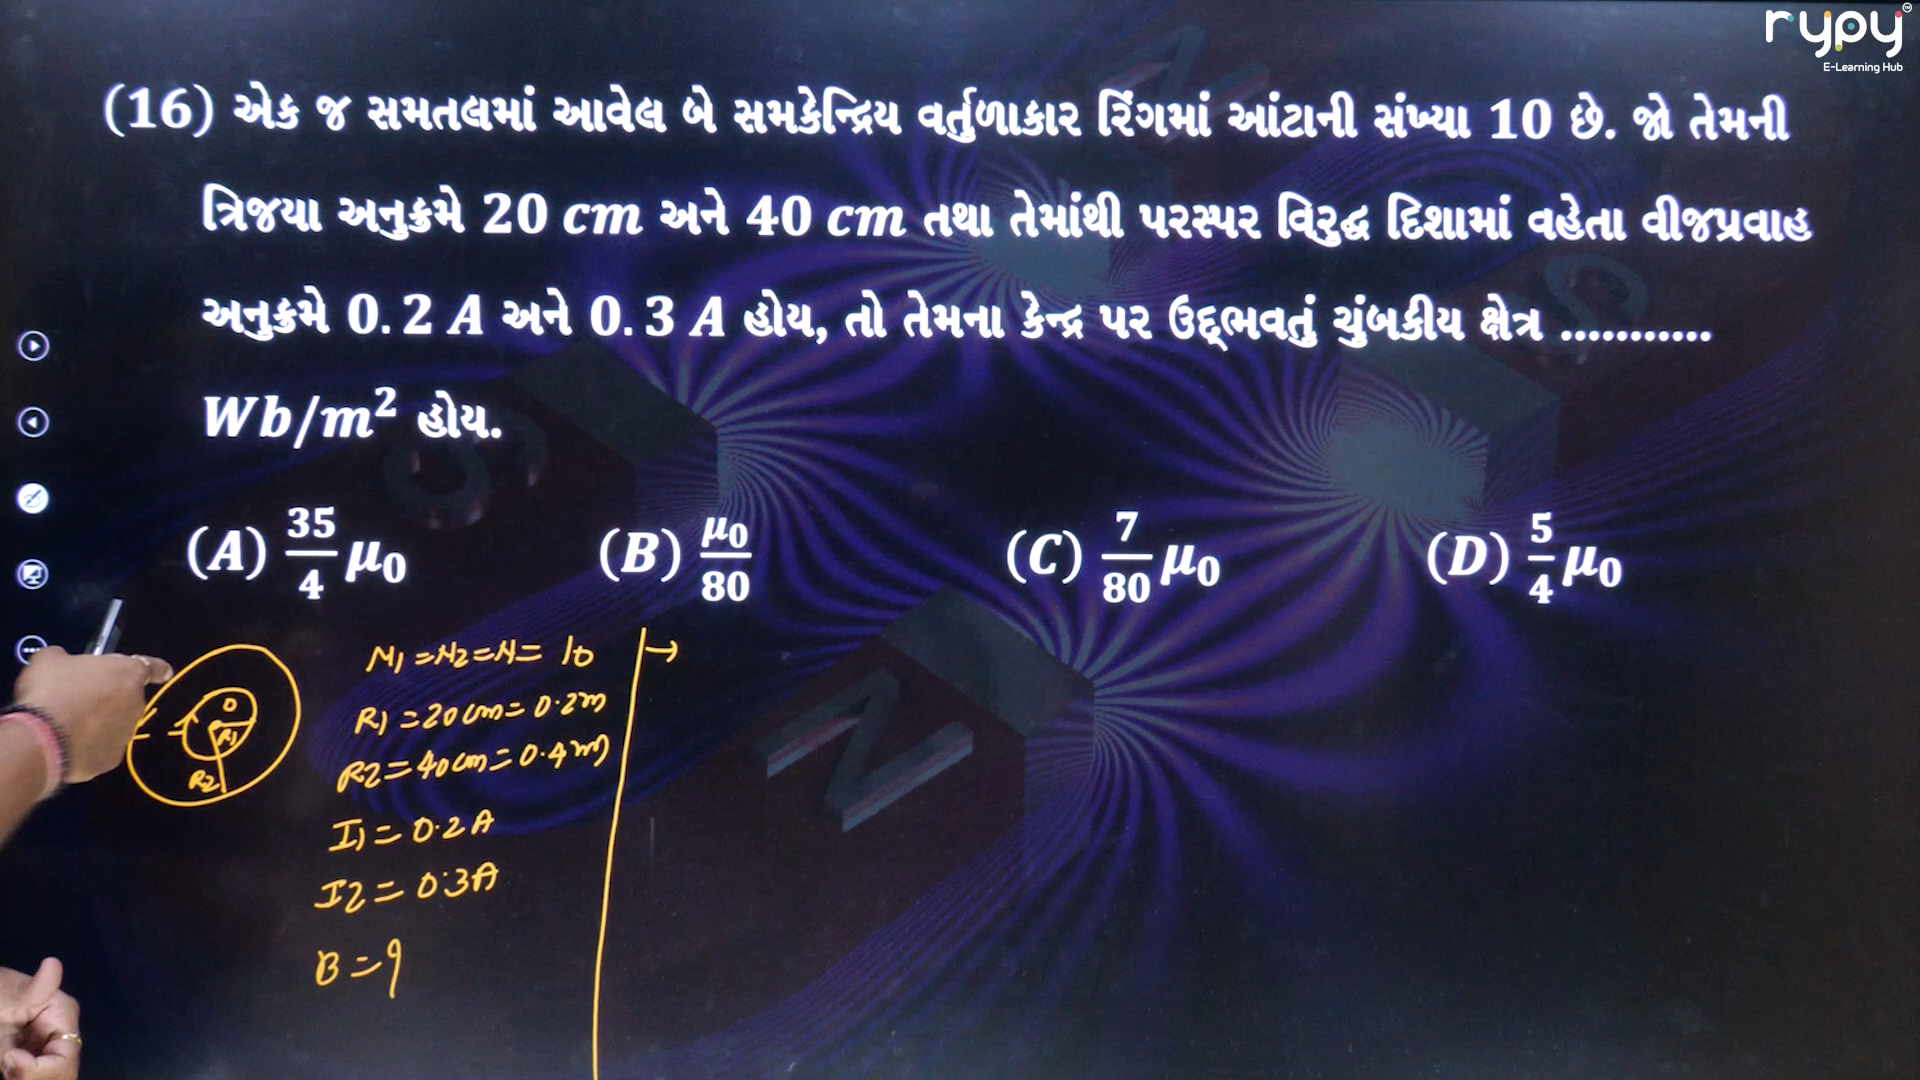 rypy™
E-Learning Hub
(16) એક જ સમતલમાં આવેલ બે સમકેન્દ્રિય વર્તુળાકાર રિંગમાં આંટાની સંખ્યા 10 છે. જો તેમની
ત્રિજયા અનુક્રમે 20 cm અને 40 cm તથા તેમાંથી પરસ્પર વિરુદ્ધ દિશામાં વહેતા વીજપ્રવાહ
અનુક્રમે 0.2 A અને 0.3 A હોય, તો તેમના કેન્દ્ર પર ઉદ્ભવતું ચુંબકીય ક્ષેત્ર ...........
Wb/m² હોય.
(A) 35/4 μ₀ (B) μ₀/80 (C) 7/80 μ₀ (D) 5/4 μ₀
N1 = N2 = N = 10
R1 = 20 cm = 0.2m
R2 = 40 cm = 0.4 m
I1 = 0.2 A
I2 = 0.3A
B = ?
O
R1
R2
N
N